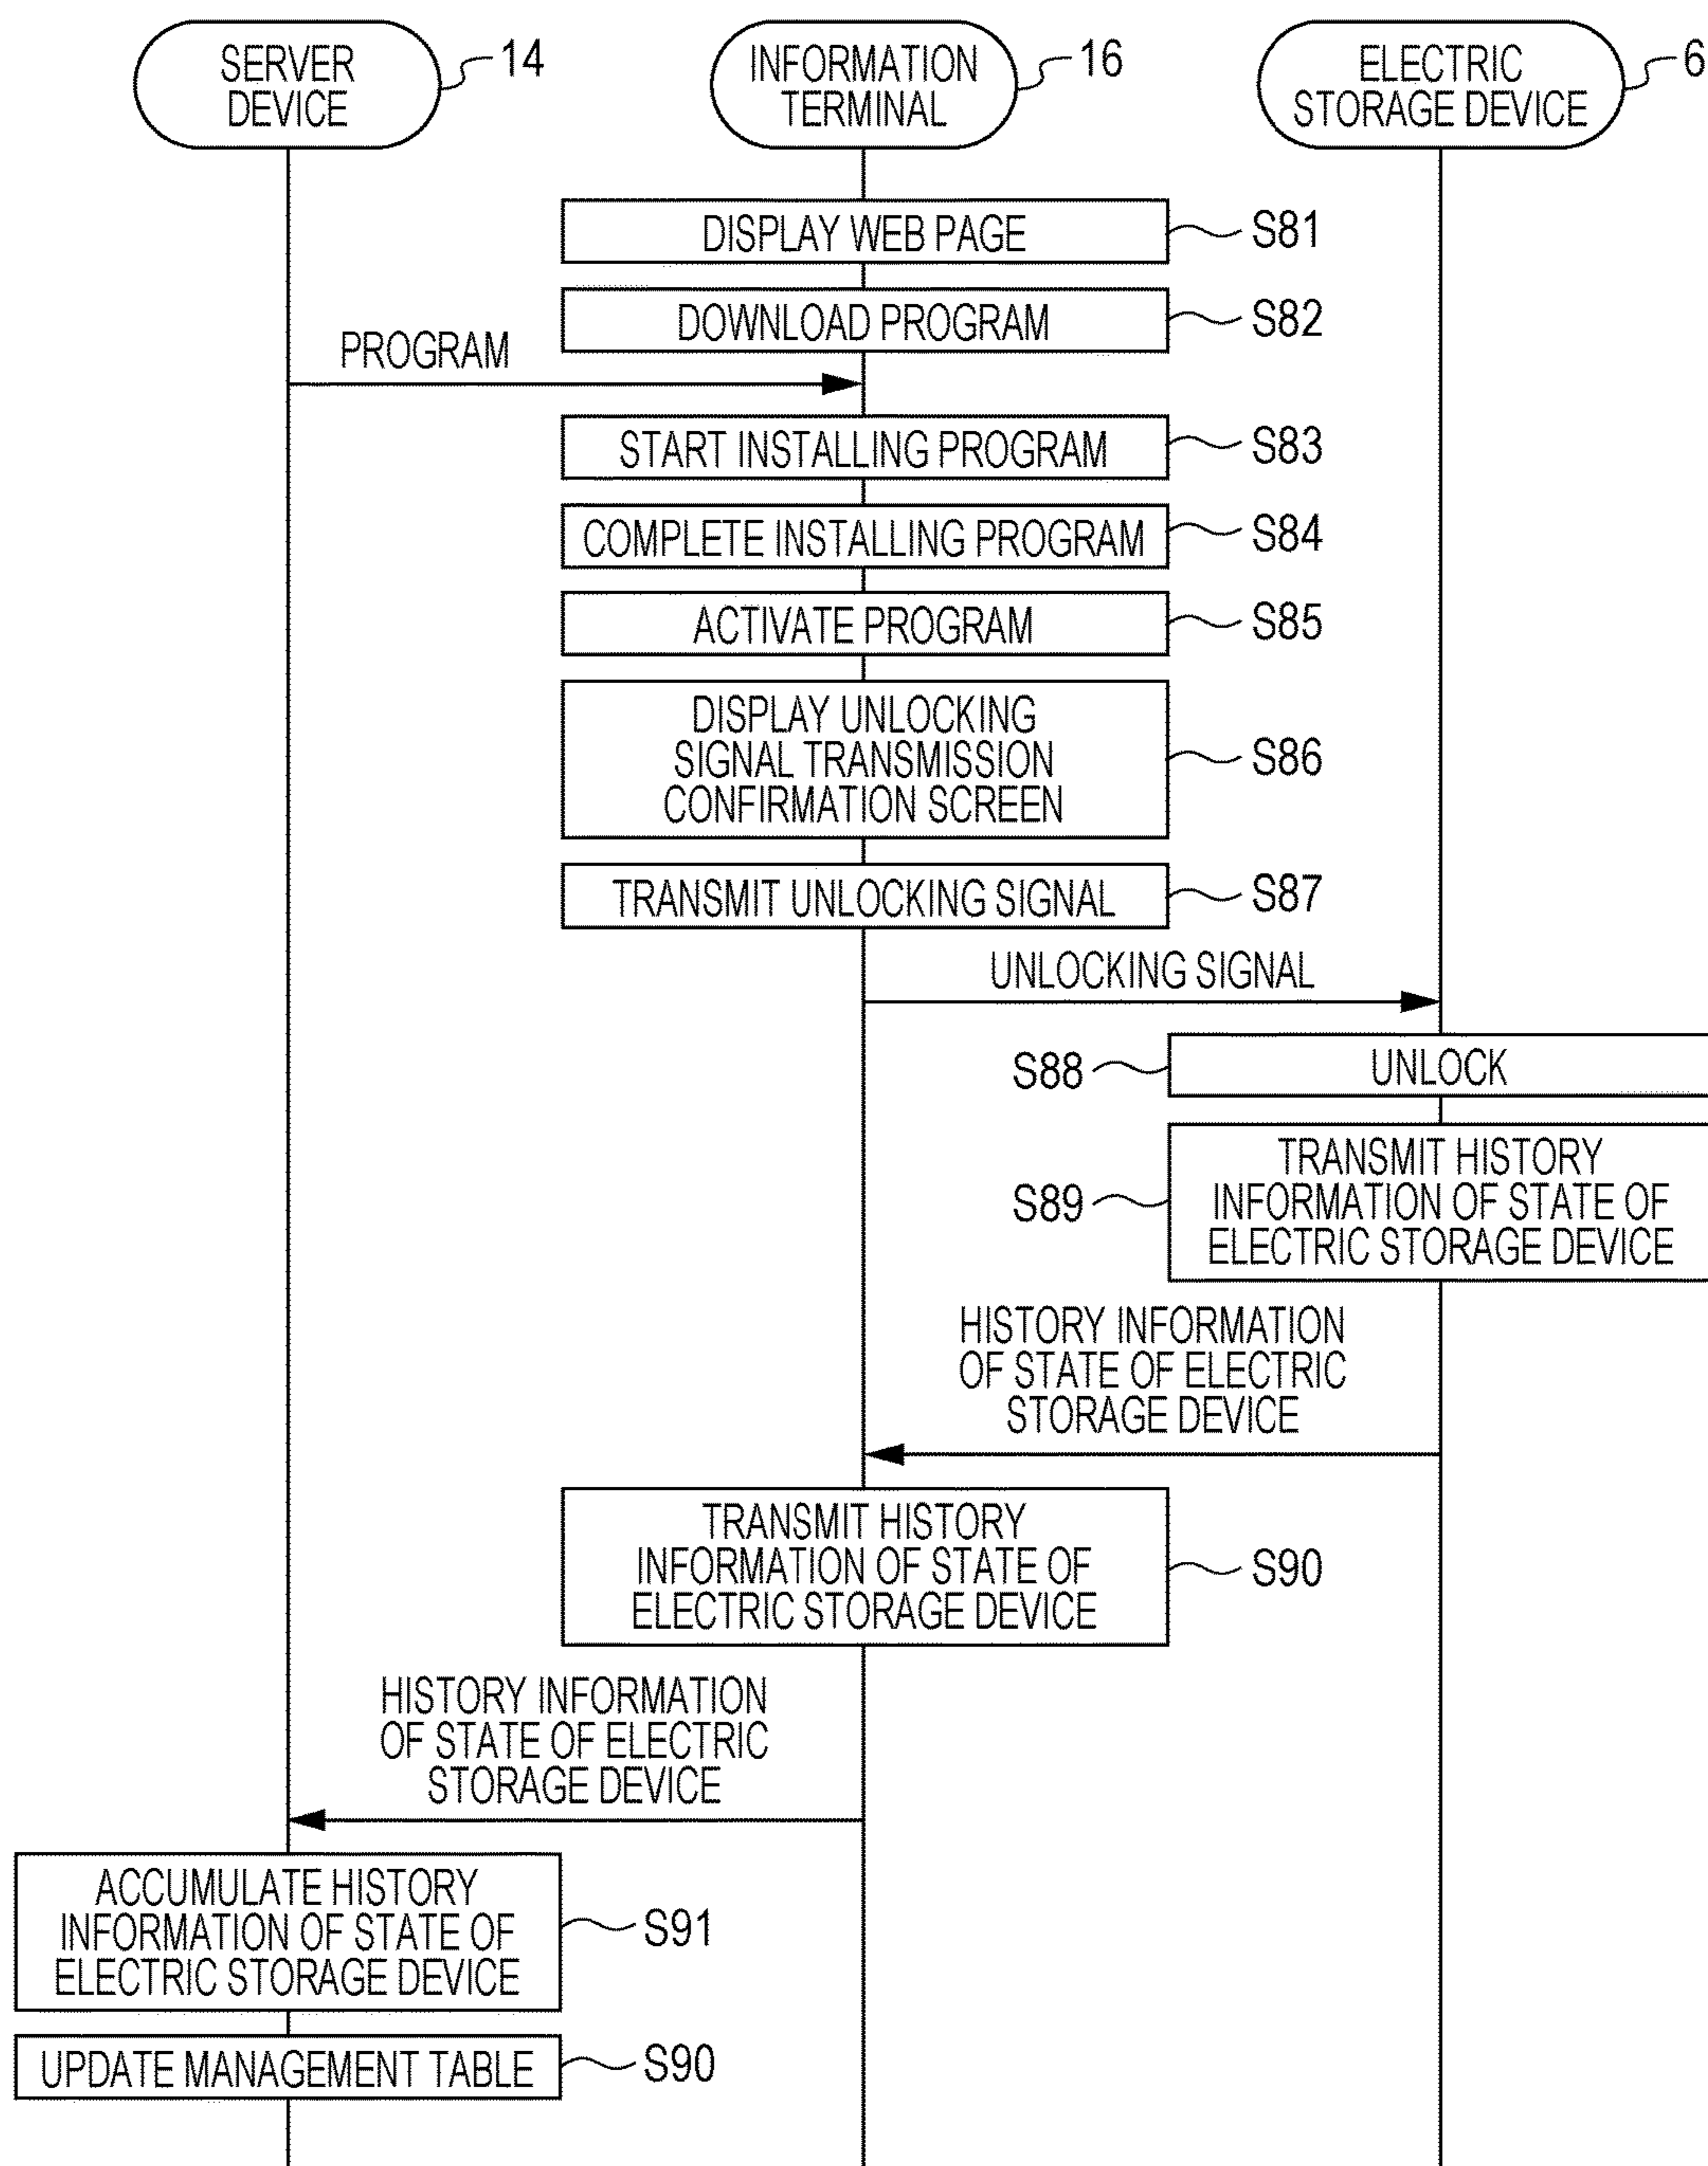 SERVER
DEVICE
14
INFORMATION
TERMINAL
16
ELECTRIC
STORAGE DEVICE
6
DISPLAY WEB PAGE
S81
DOWNLOAD PROGRAM
S82
PROGRAM
START INSTALLING PROGRAM
S83
COMPLETE INSTALLING PROGRAM
S84
ACTIVATE PROGRAM
S85
DISPLAY UNLOCKING
SIGNAL TRANSMISSION
CONFIRMATION SCREEN
S86
TRANSMIT UNLOCKING SIGNAL
S87
UNLOCKING SIGNAL
S88
UNLOCK
S89
TRANSMIT HISTORY
INFORMATION OF STATE OF
ELECTRIC STORAGE DEVICE
HISTORY INFORMATION
OF STATE OF ELECTRIC
STORAGE DEVICE
TRANSMIT HISTORY
INFORMATION OF STATE OF
ELECTRIC STORAGE DEVICE
S90
HISTORY INFORMATION
OF STATE OF ELECTRIC
STORAGE DEVICE
ACCUMULATE HISTORY
INFORMATION OF STATE OF
ELECTRIC STORAGE DEVICE
S91
UPDATE MANAGEMENT TABLE
S90